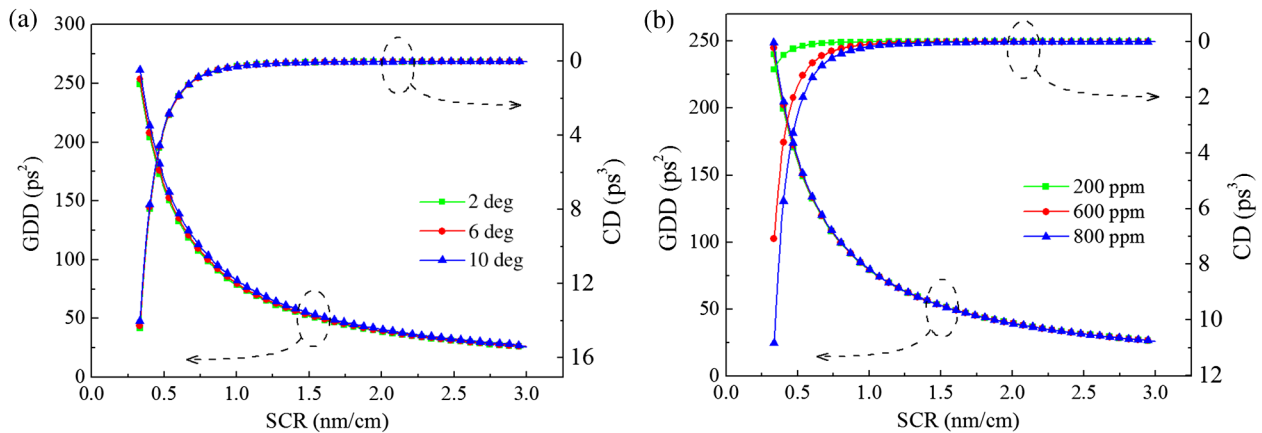 (a)
300
250
200
150
100
50
0
GDD (ps²)
0.0 0.5 1.0 1.5 2.0 2.5 3.0
SCR (nm/cm)
0
4
8
12
16
CD (ps³)
2 deg
6 deg
10 deg
(b)
250
200
150
100
50
0
GDD (ps²)
0.0 0.5 1.0 1.5 2.0 2.5 3.0
SCR (nm/cm)
0
2
4
6
8
10
12
CD (ps³)
200 ppm
600 ppm
800 ppm